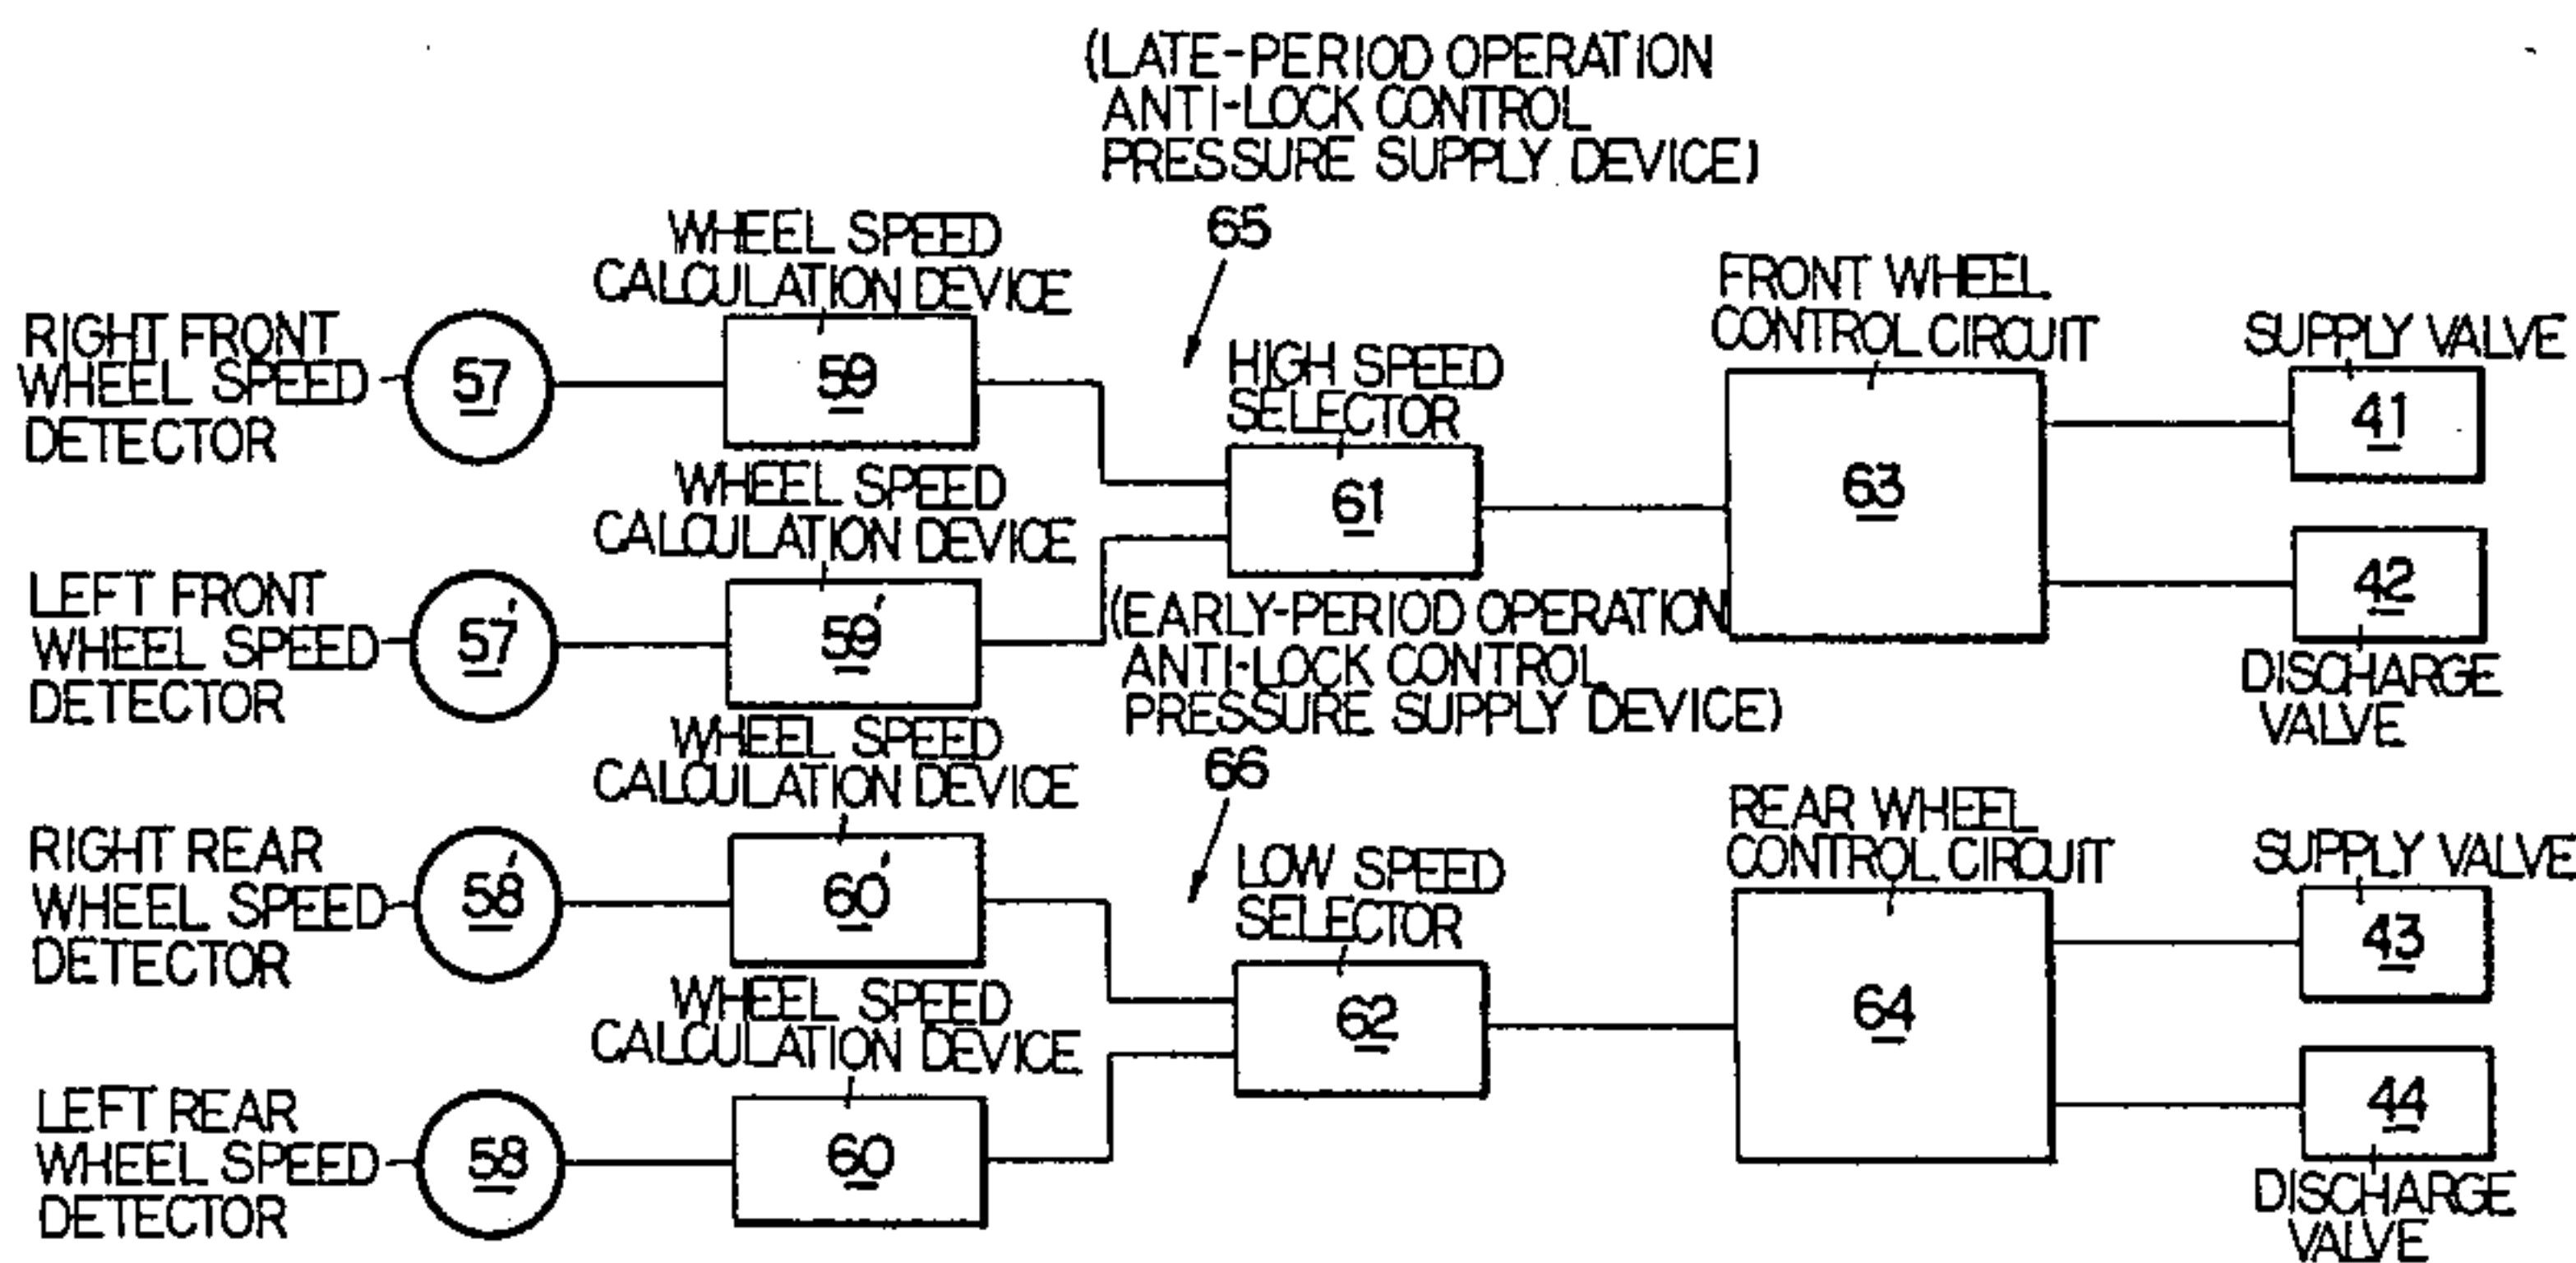 (LATE-PERIOD OPERATION
ANTI-LOCK CONTROL
PRESSURE SUPPLY DEVICE)
65
WHEEL SPEED
CALCULATION DEVICE
RIGHT FRONT
WHEEL SPEED
DETECTOR
57
59
HIGH SPEED
SELECTOR
61
FRONT WHEEL
CONTROL CIRCUIT
63
SUPPLY VALVE
41
42
DISCHARGE
VALVE
WHEEL SPEED
CALCULATION DEVICE
LEFT FRONT
WHEEL SPEED
DETECTOR
57'
59'
(EARLY-PERIOD OPERATION
ANTI-LOCK CONTROL
PRESSURE SUPPLY DEVICE)
66
WHEEL SPEED
CALCULATION DEVICE
RIGHT REAR
WHEEL SPEED
DETECTOR
58'
60'
LOW SPEED
SELECTOR
62
REAR WHEEL
CONTROL CIRCUIT
64
SUPPLY VALVE
43
44
DISCHARGE
VALVE
WHEEL SPEED
CALCULATION DEVICE
LEFT REAR
WHEEL SPEED
DETECTOR
58
60